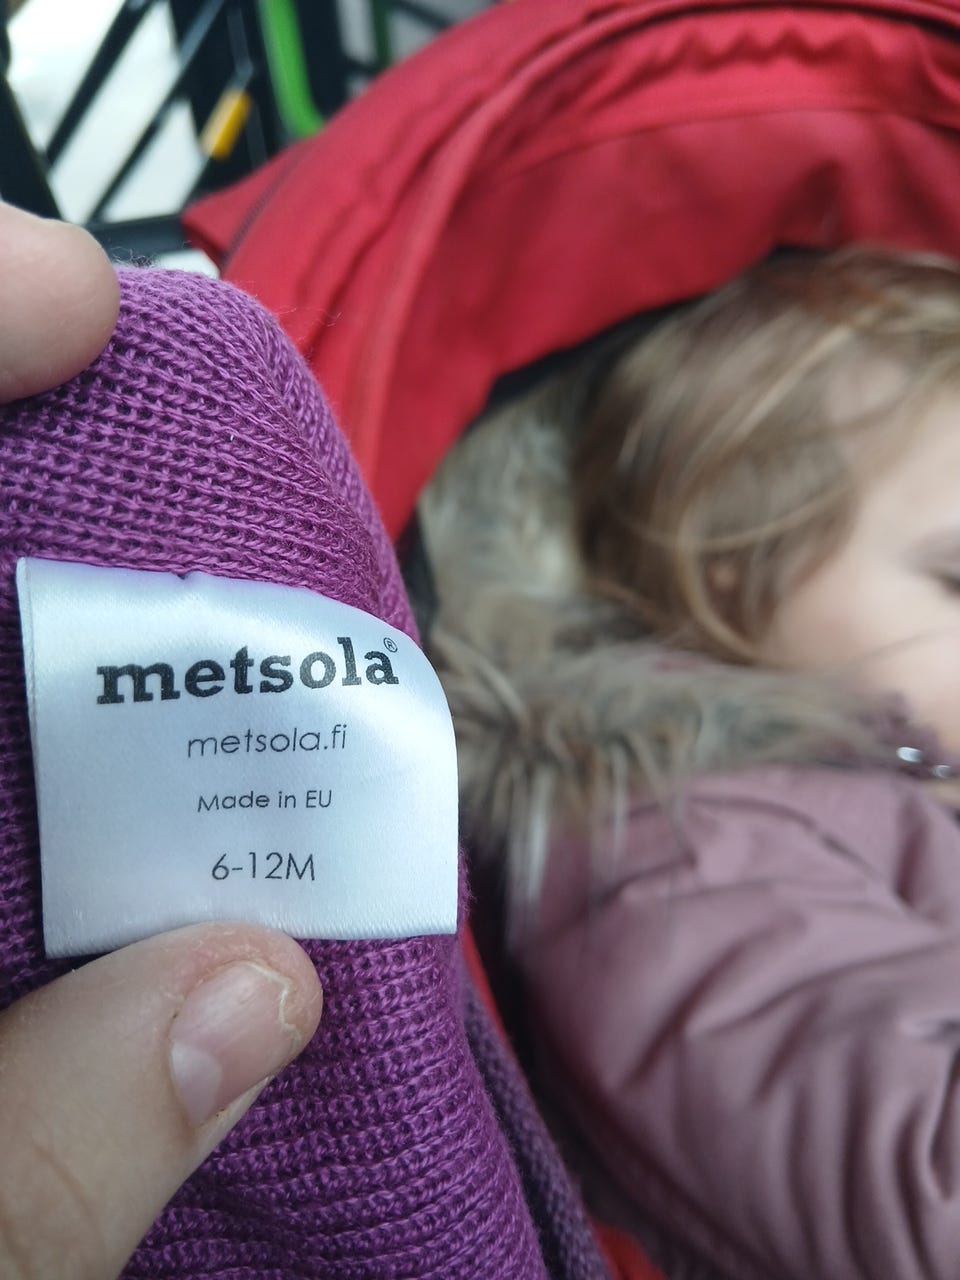 metsola®
metsola.fi
Made in EU
6-12M